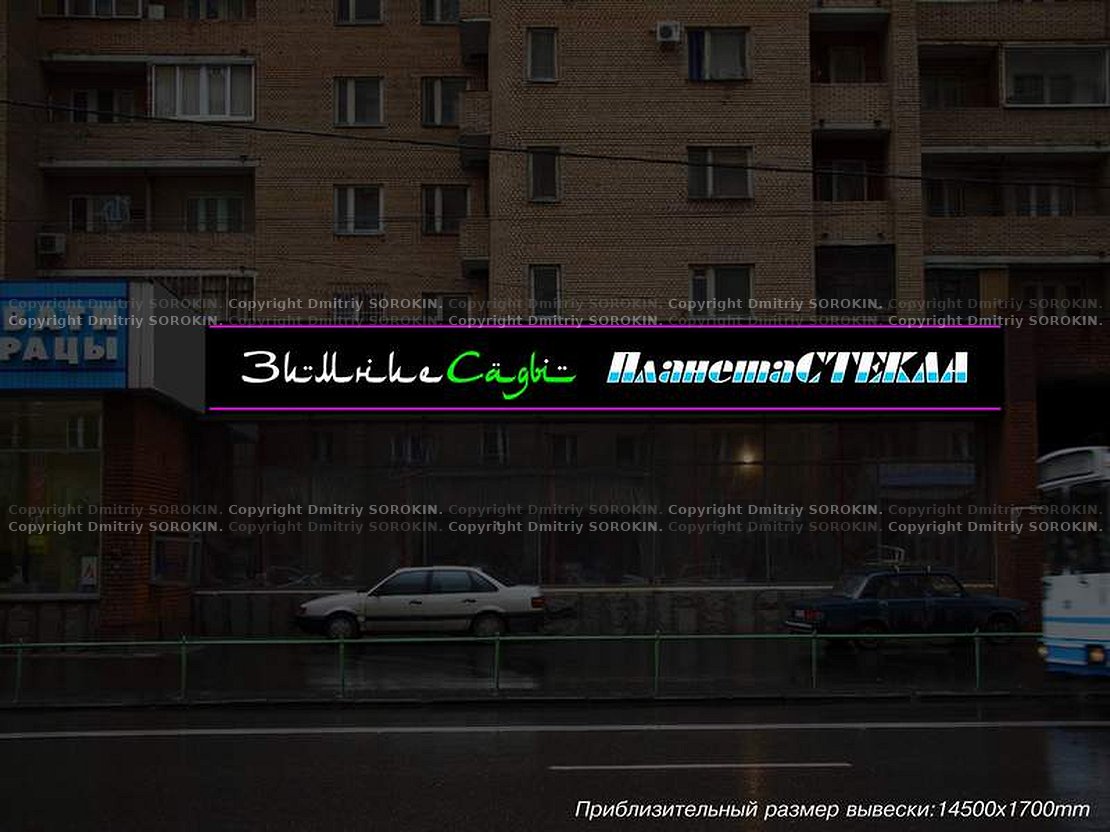 Copyright Dmitriy SOROKIN. Copyright Dmitriy SOROKIN. Copyright Dmitriy SOROKIN. Copyright Dmitriy SOROKIN. Copyright Dmitriy SOROKIN.
Copyright Dmitriy SOROKIN. Copyright Dmitriy SOROKIN. Copyright Dmitriy SOROKIN. Copyright Dmitriy SOROKIN. Copyright Dmitriy SOROKIN.
РАЦЫ
ЗимниеСады ПланетаСТЕКЛА
Copyright Dmitriy SOROKIN. Copyright Dmitriy SOROKIN. Copyright Dmitriy SOROKIN. Copyright Dmitriy SOROKIN. Copyright Dmitriy SOROKIN.
Copyright Dmitriy SOROKIN. Copyright Dmitriy SOROKIN. Copyright Dmitriy SOROKIN. Copyright Dmitriy SOROKIN. Copyright Dmitriy SOROKIN.
Приблизительный размер вывески:14500x1700mm